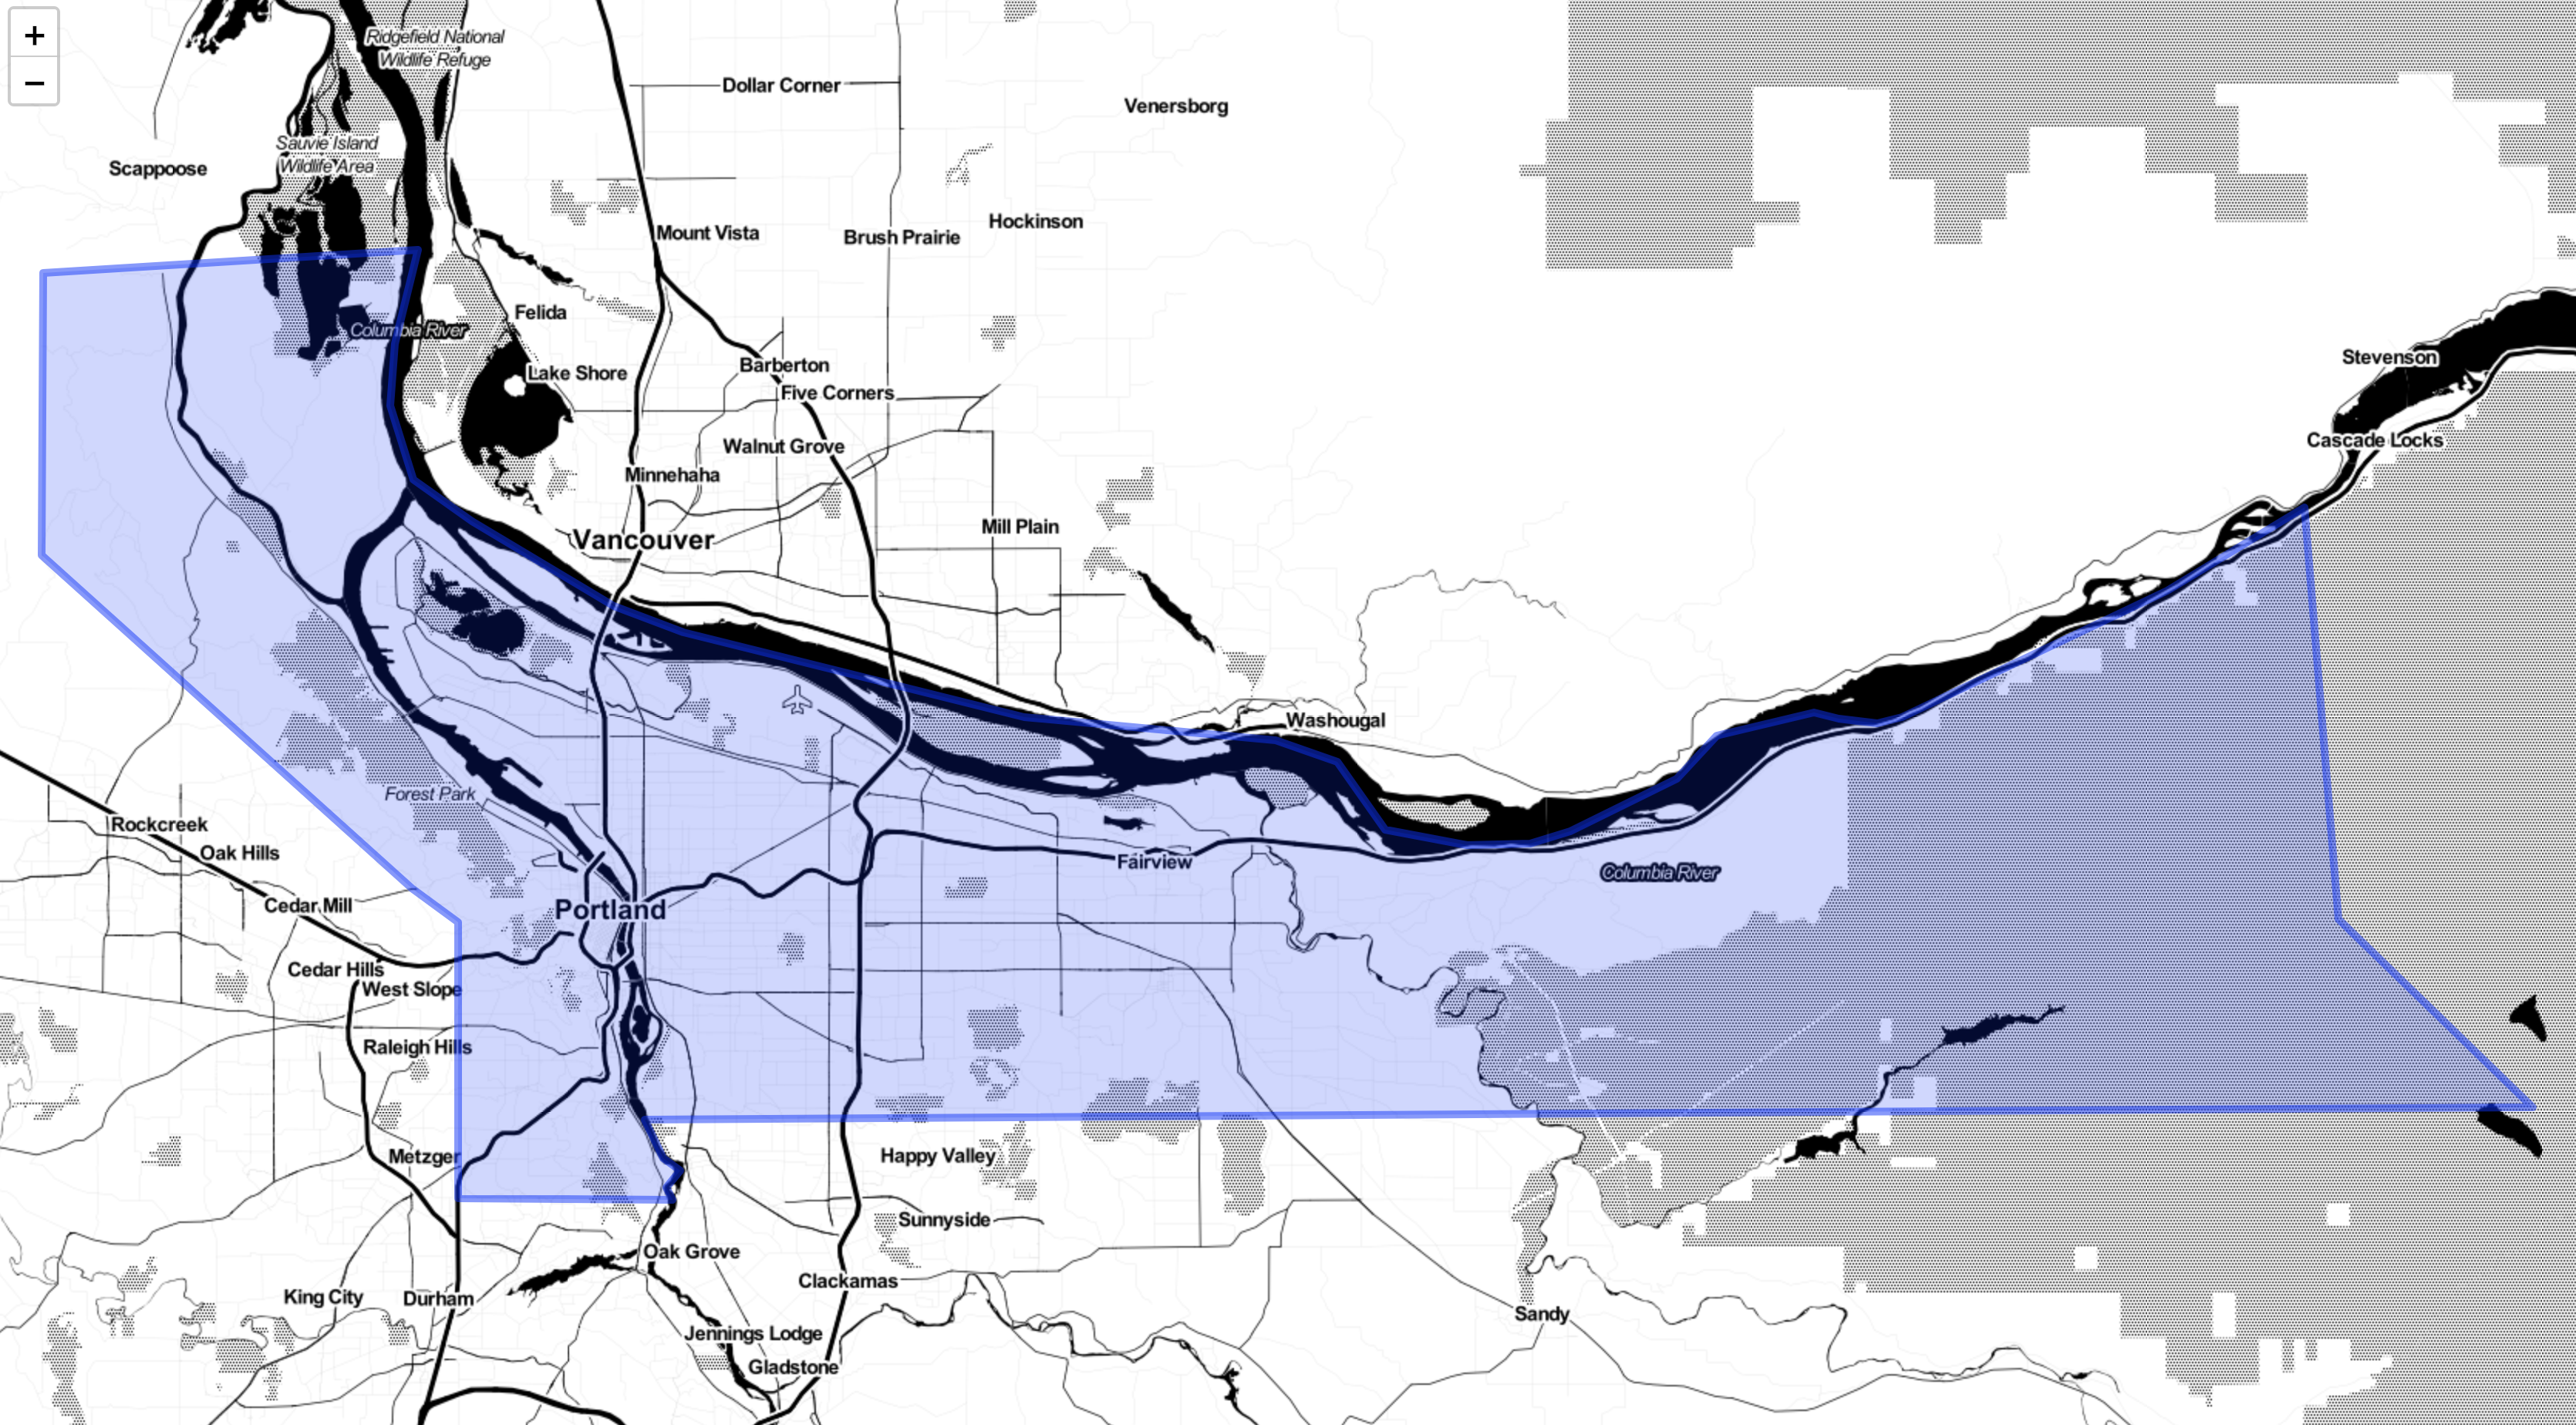 +
−
Ridgefield National
Wildlife Refuge
Dollar Corner
Venersborg
Sauvie Island
Wildlife Area
Scappoose
Mount Vista
Brush Prairie
Hockinson
Felida
Columbia River
Stevenson
Lake Shore
Barberton
Five Corners
Cascade Locks
Walnut Grove
Minnehaha
Mill Plain
Vancouver
Washougal
Forest Park
Rockcreek
Oak Hills
Fairview
Columbia River
Cedar Mill
Portland
Cedar Hills
West Slope
Raleigh Hills
Metzger
Happy Valley
Sunnyside
Oak Grove
Clackamas
King City
Durham
Sandy
Jennings Lodge
Gladstone